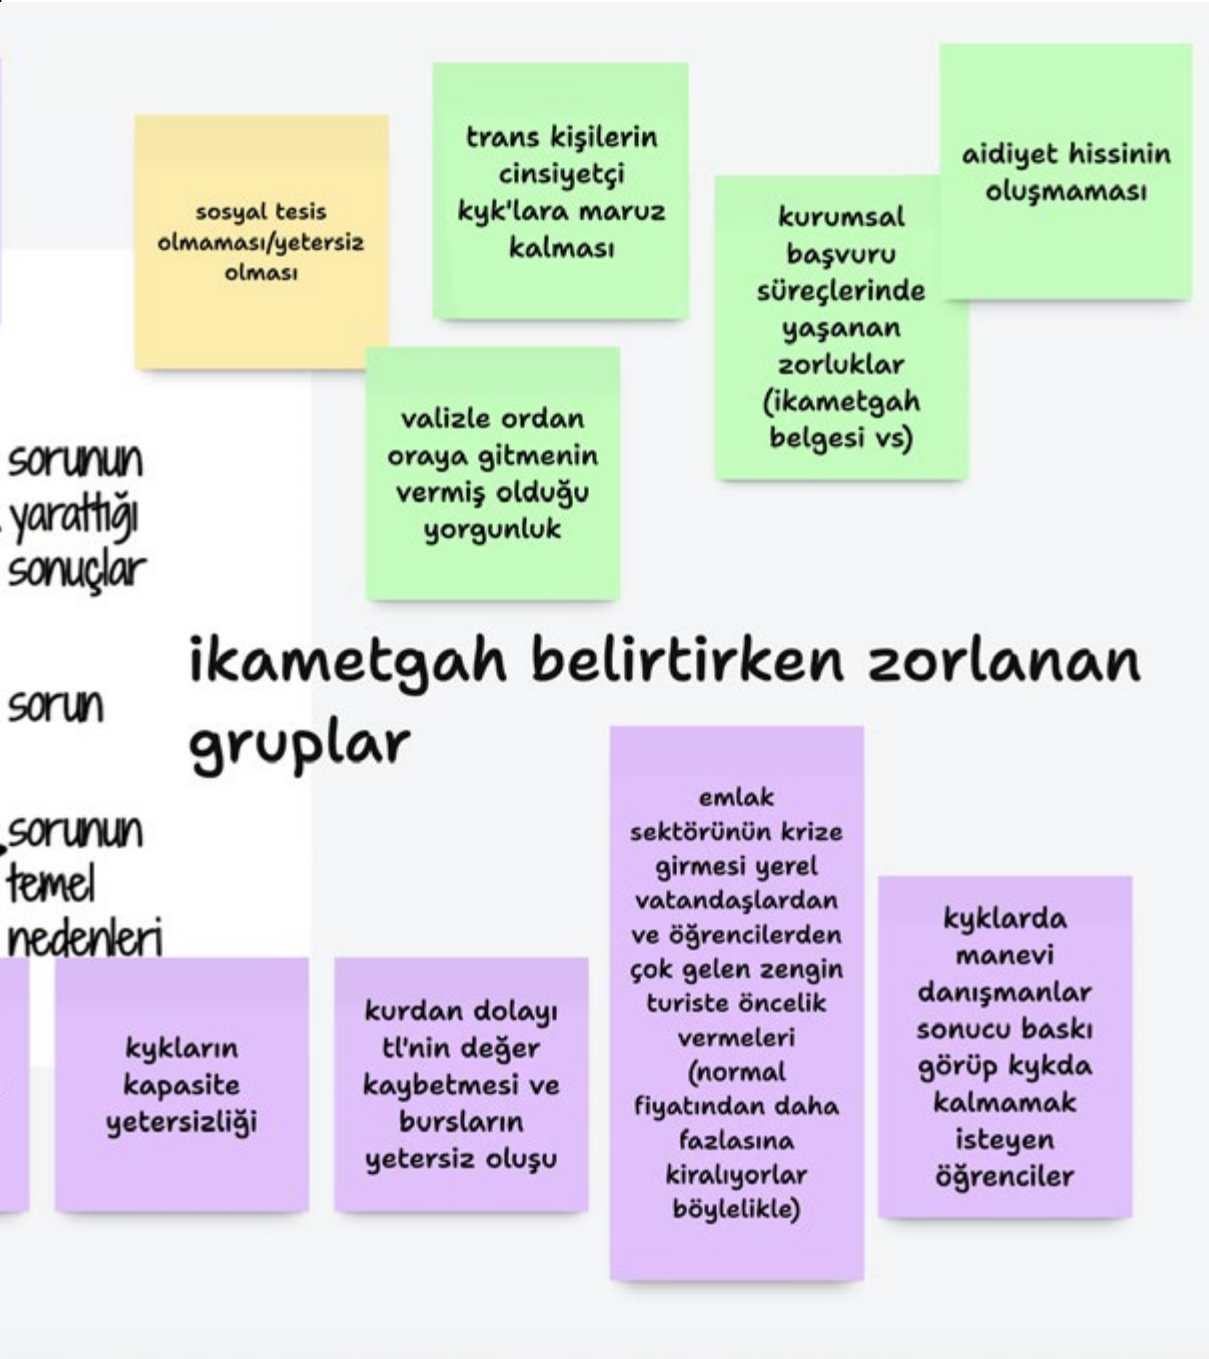 sosyal tesis
olmaması/yetersiz
olması
trans kişilerin
cinsiyetçi
kyk'lara maruz
kalması
kurumsal
başvuru
süreçlerinde
yaşanan
zorluklar
(ikametgah
belgesi vs)
aidiyet hissinin
oluşmaması
valizle ordan
oraya gitmenin
vermiş olduğu
yorgunluk
sorunun
yarattığı
sonuçlar
ikametgah belirtirken zorlanan
gruplar
sorun
sorunun
temel
nedenleri
kykların
kapasite
yetersizliği
kurdan dolayı
tl'nin değer
kaybetmesi ve
bursların
yetersiz oluşu
emlak
sektörünün krize
girmesi yerel
vatandaşlardan
ve öğrencilerden
çok gelen zengin
turiste öncelik
vermeleri
(normal
fiyatından daha
fazlasına
kiralıyorlar
böylelikle)
kyklarda
manevi
danışmanlar
sonucu baskı
görüp kykda
kalmamak
isteyen
öğrenciler